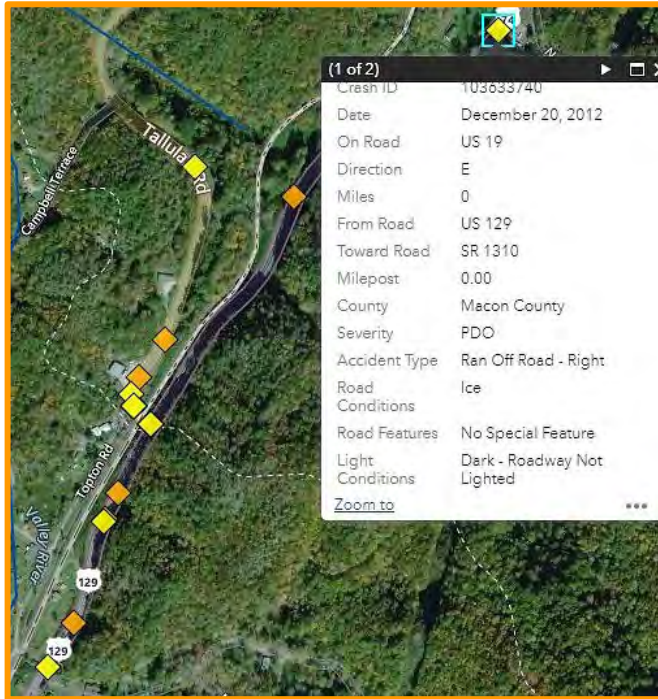 74
(1 of 2)
Crash ID 103633740
Date December 20, 2012
On Road US 19
Direction E
Miles 0
From Road US 129
Toward Road SR 1310
Milepost 0.00
County Macon County
Severity PDO
Accident Type Ran Off Road - Right
Road Conditions Ice
Road Features No Special Feature
Light Conditions Dark - Roadway Not Lighted
Zoom to
Tallula Rd
Campbell Terrace
Topton Rd
Valley River
129
129